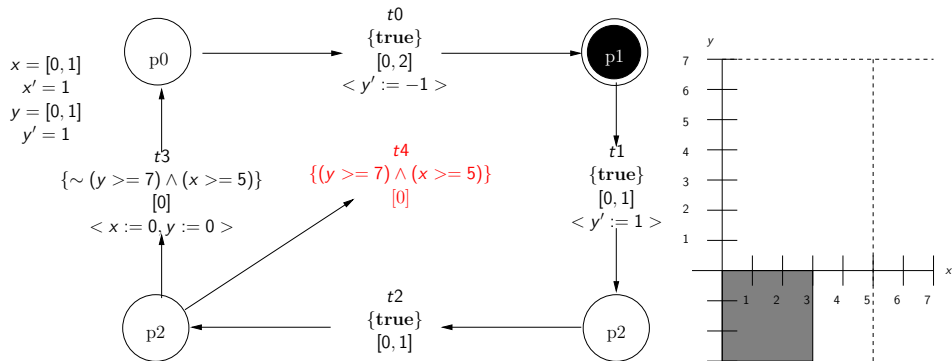 x = [0, 1]
x′ = 1
y = [0, 1]
y′ = 1
p0
t0
{true}
[0, 2]
< y′ := −1 >
p1
t3
{∼ (y >= 7) ∧ (x >= 5)}
[0]
< x := 0, y := 0 >
t4
{(y >= 7) ∧ (x >= 5)}
[0]
t1
{true}
[0, 1]
< y′ := 1 >
p2
t2
{true}
[0, 1]
p2
y
7
6
5
4
3
2
1
x
1 2 3 4 5 6 7